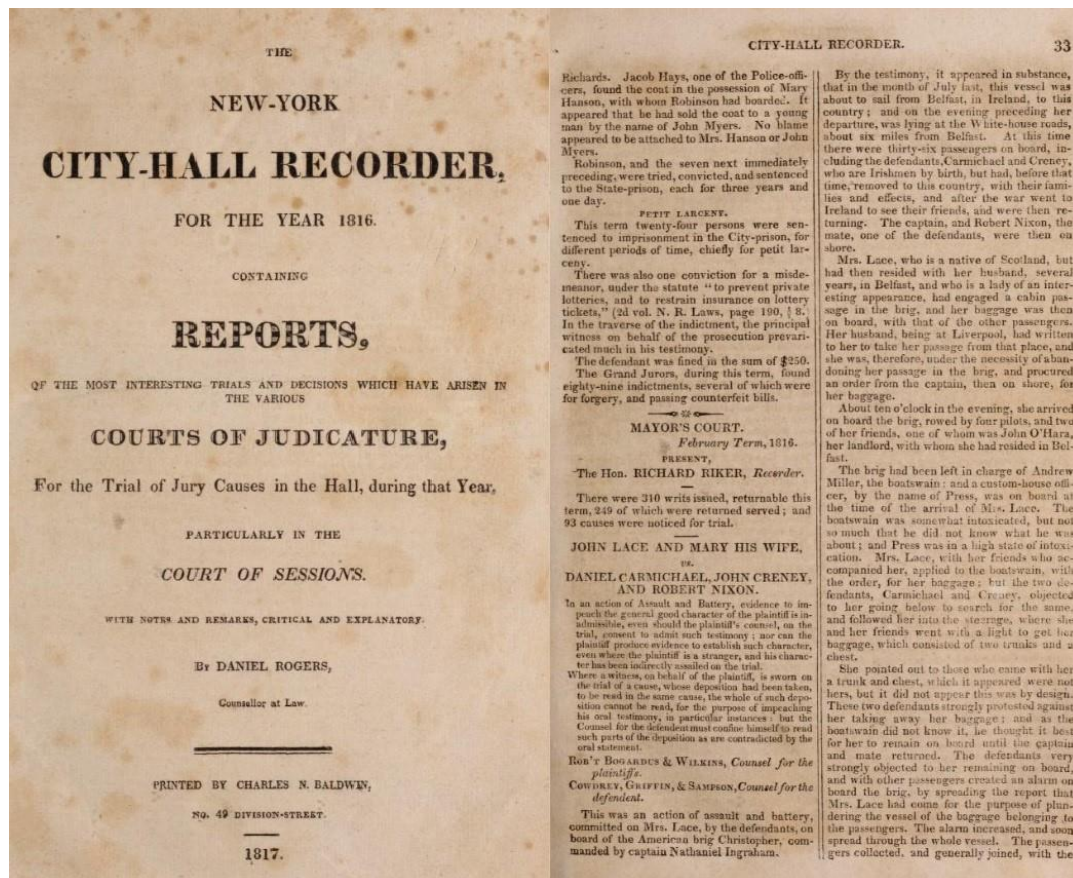 THE
NEW-YORK
CITY-HALL RECORDER,
FOR THE YEAR 1816.
CONTAINING
REPORTS,
OF THE MOST INTERESTING TRIALS AND DECISIONS WHICH HAVE ARISEN IN
THE VARIOUS
COURTS OF JUDICATURE,
For the Trial of Jury Causes in the Hall, during that Year,
PARTICULARLY IN THE
COURT OF SESSIONS.
WITH NOTES AND REMARKS, CRITICAL AND EXPLANATORY.
By DANIEL ROGERS,
Counsellor at Law.
PRINTED BY CHARLES N. BALDWIN,
NO. 49 DIVISION-STREET.
1817.
CITY-HALL RECORDER. 33
Richards. Jacob Hays, one of the Police-offi-
cers, found the coat in the possession of Mary
Hanson, with whom Robinson had boarded. It
appeared that he had sold the coat to a young
man by the name of John Myers. No blame
appeared to be attached to Mrs. Hanson or John
Myers.
Robinson, and the seven next immediately
preceding, were tried, convicted, and sentenced
to the State-prison, each for three years and
one day.
PETIT LARCENY.
This term twenty-four persons were sen-
tenced to imprisonment in the City-prison, for
different periods of time, chiefly for petit lar-
ceny.
There was also one conviction for a misde-
meanor, under the statute "to prevent private
lotteries, and to restrain insurance on lottery
tickets," (2d vol. N. R. Laws, page 190, § 8.
In the traverse of the indictment, the principal
witness on behalf of the prosecution prevari-
cated much in his testimony.
The defendant was fined in the sum of $250.
The Grand Jurors, during this term, found
eighty-nine indictments, several of which were
for forgery, and passing counterfeit bills.
MAYOR'S COURT.
February Term, 1816.
PRESENT,
The Hon. RICHARD RIKER, Recorder.
There were 310 writs issued, returnable this
term, 249 of which were returned served; and
93 causes were noticed for trial.
JOHN LACE AND MARY HIS WIFE,
vs.
DANIEL CARMICHAEL, JOHN CRENEY,
AND ROBERT NIXON.
In an action of Assault and Battery, evidence to im-
peach the general good character of the plaintiff is in-
admissible, even should the plaintiff's counsel, on the
trial, consent to admit such testimony; nor can the
plaintiff produce evidence to establish such character,
even where the plaintiff is a stranger, and his charac-
ter has been indirectly assailed on the trial.
Where a witness, on behalf of the plaintiff, is sworn on
the trial of a cause, whose deposition had been taken,
to be read in the same cause, the whole of such depo-
sition cannot be read, for the purpose of impeaching
his oral testimony, in particular instances: but the
Counsel for the defendent must confine himself to read
such parts of the deposition as are contradicted by the
oral statement.
ROB'T BOGARDUS & WILKINS, Counsel for the
plaintiffs.
COWDREY, GRIFFIN, & SAMPSON, Counsel for the
defendent.
This was an action of assault and battery,
committed on Mrs. Lace, by the defendants, on
board of the American brig Christopher, com-
manded by captain Nathaniel Ingraham.
By the testimony, it appeared in substance,
that in the month of July last, this vessel was
about to sail from Belfast, in Ireland, to this
country; and on the evening preceding her
departure, was lying at the White-house roads,
about six miles from Belfast. At this time
there were thirty-six passengers on board, in-
cluding the defendants, Carmichael and Creney,
who are Irishmen by birth, but had, before that
time, removed to this country, with their fami-
lies and effects, and after the war went to
Ireland to see their friends, and were then re-
turning. The captain, and Robert Nixon, the
mate, one of the defendants, were then on
shore.
Mrs. Lace, who is a native of Scotland, but
had then resided with her husband, several
years, in Belfast, and who is a lady of an inter-
esting appearance, had engaged a cabin pas-
sage in the brig, and her baggage was then
on board, with that of the other passengers.
Her husband, being at Liverpool, had written
to her to take her passage from that place, and
she was, therefore, under the necessity of aban-
doning her passage in the brig, and procured
an order from the captain, then on shore, for
her baggage.
About ten o'clock in the evening, she arrived
on board the brig, rowed by four pilots, and two
of her friends, one of whom was John O'Hara,
her landlord, with whom she had resided in Bel-
fast.
The brig had been left in charge of Andrew
Miller, the boatswain: and a custom-house offi-
cer, by the name of Press, was on board at
the time of the arrival of Mrs. Lace. The
boatswain was somewhat intoxicated, but not
so much that he did not know what he was
about; and Press was in a high state of intoxi-
cation. Mrs. Lace, with her friends who ac-
companied her, applied to the boatswain, with
the order, for her baggage: but the two de-
fendants, Carmichael and Creney, objected
to her going below to search for the same,
and followed her into the steerage, where she
and her friends went with a light to get her
baggage, which consisted of two trunks and a
chest.
She pointed out to those who came with her
a trunk and chest, which it appeared were not
hers, but it did not appear this was by design.
These two defendants strongly protested against
her taking away her baggage; and as the
boatswain did not know it, he thought it best
for her to remain on board until the captain
and mate returned. The defendants very
strongly objected to her remaining on board,
and with other passengers created an alarm on
board the brig, by spreading the report that
Mrs. Lace had come for the purpose of plun-
dering the vessel of the baggage belonging to
the passengers. The alarm increased, and soon
spread through the whole vessel. The passen-
gers collected, and generally joined, with the